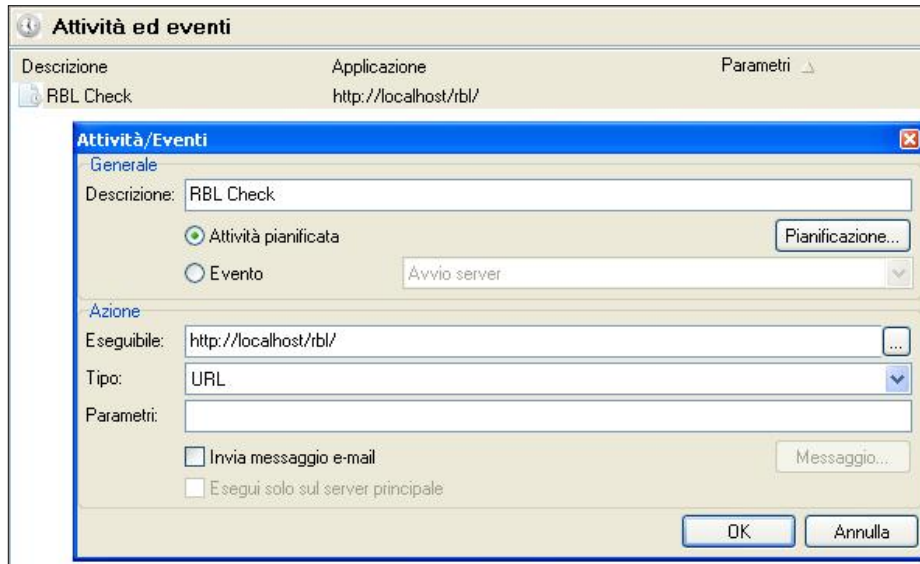 Attività ed eventi
Descrizione Applicazione Parametri
RBL Check http://localhost/rbl/
Attività/Eventi
Generale
Descrizione: RBL Check
Attività pianificata Pianificazione...
Evento Avvio server
Azione
Eseguibile: http://localhost/rbl/ ...
Tipo: URL
Parametri:
Invia messaggio e-mail Messaggio...
Esegui solo sul server principale
OK Annulla